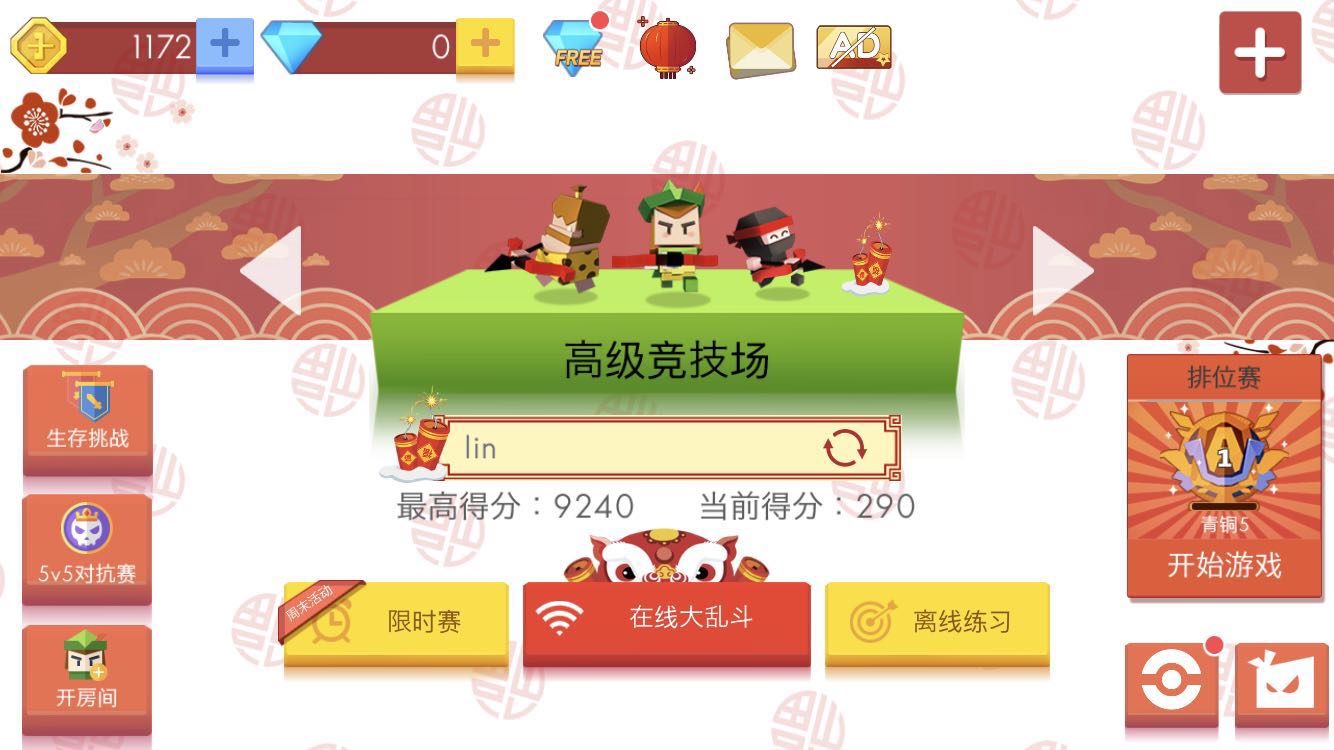 1172
0
FREE
AD
高级竞技场
lin
最高得分：9240
当前得分：290
生存挑战
5v5对抗赛
开房间
排位赛
A
1
青铜5
开始游戏
周末活动
限时赛
在线大乱斗
离线练习